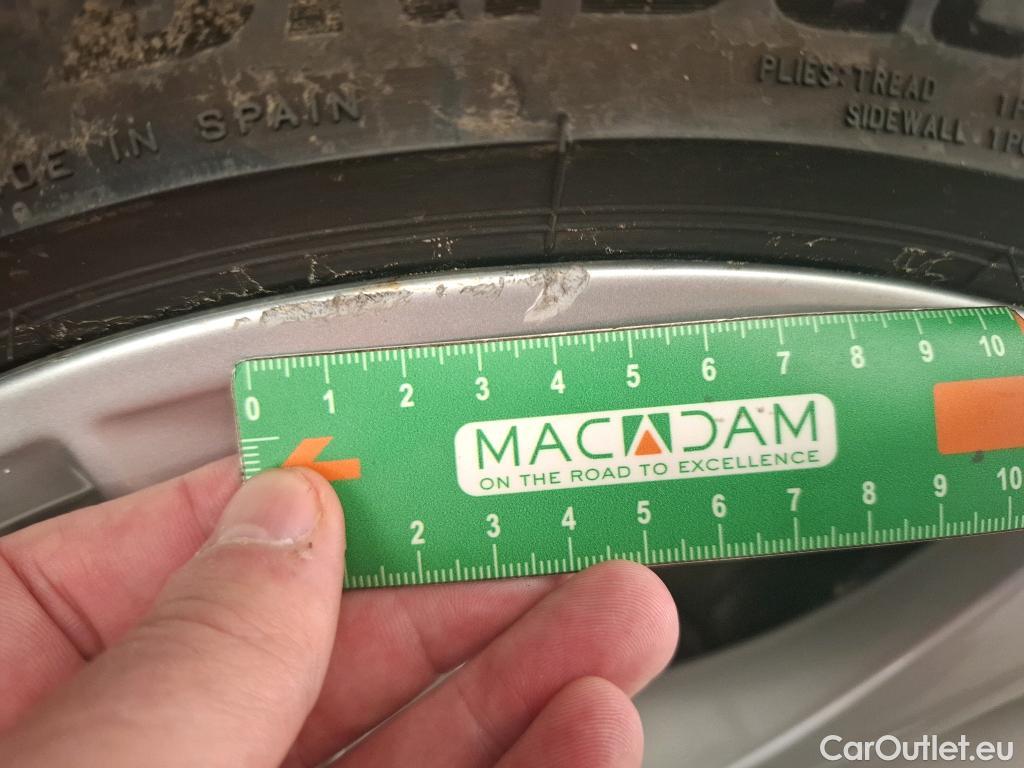 PLIES: TREAD
SIDEWALL
IN SPAIN
0 1 2 3 4 5 6 7 8 9 10
MACADAM
ON THE ROAD TO EXCELLENCE
2 3 4 5 6 7 8 9 10
CarOutlet.eu